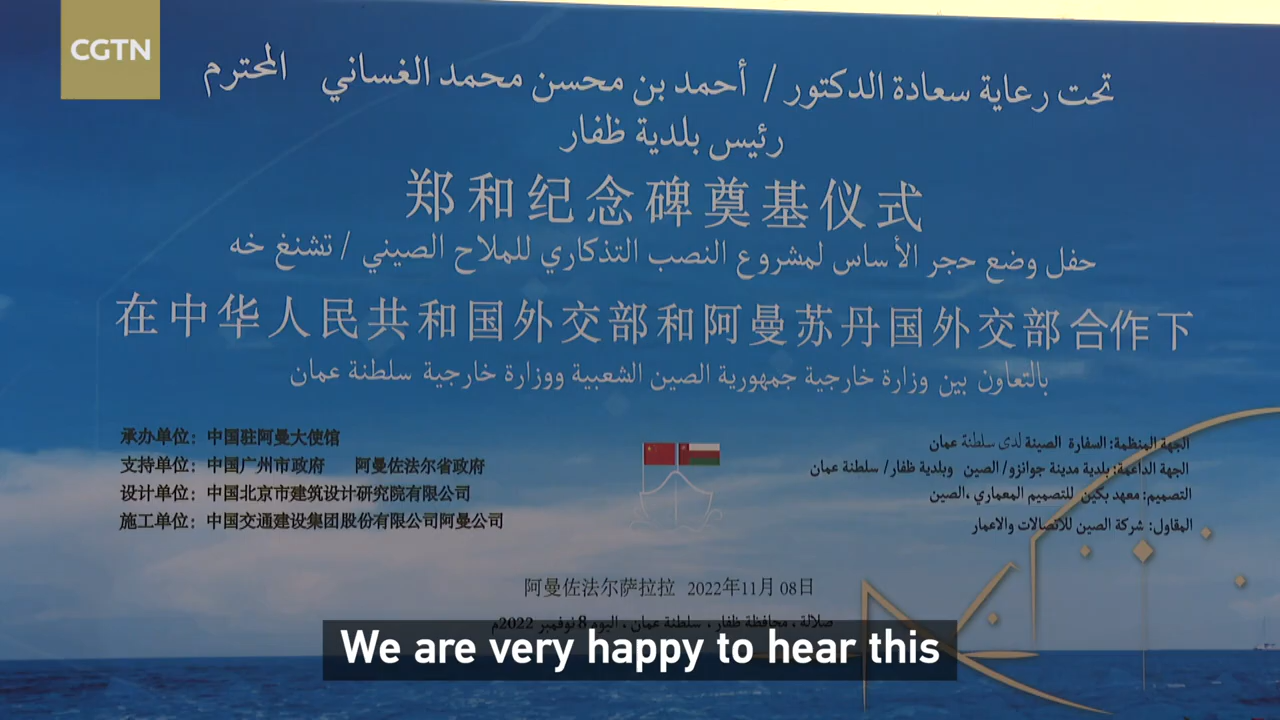 CGTN
تحت رعاية سعادة الدكتور / أحمد بن محسن محمد الغساني المحترم
رئيس بلدية ظفار
郑和纪念碑奠基仪式
حفل وضع حجر الأساس لمشروع النصب التذكاري للملاح الصيني / تشنغ خه
在中华人民共和国外交部和阿曼苏丹国外交部合作下
بالتعاون بين وزارة خارجية جمهورية الصين الشعبية ووزارة خارجية سلطنة عمان
承办单位：中国驻阿曼大使馆
支持单位：中国广州市政府 阿曼佐法尔省政府
设计单位：中国北京市建筑设计研究院有限公司
施工单位：中国交通建设集团股份有限公司阿曼公司
الجهة المنظمة: السفارة الصينة لدى سلطنة عمان
الجهة الداعمة: بلدية مدينة جوانزو/ الصين وبلدية ظفار/ سلطنة عمان
التصميم: معهد بكين للتصميم المعماري ،الصين
المقاول: شركة الصين للاتصالات والاعمار
阿曼佐法尔萨拉拉 2022年11月08日
صلالة ، محافظة ظفار ، سلطنة عمان ، اليوم 8 نوفمبر 2022م
We are very happy to hear this